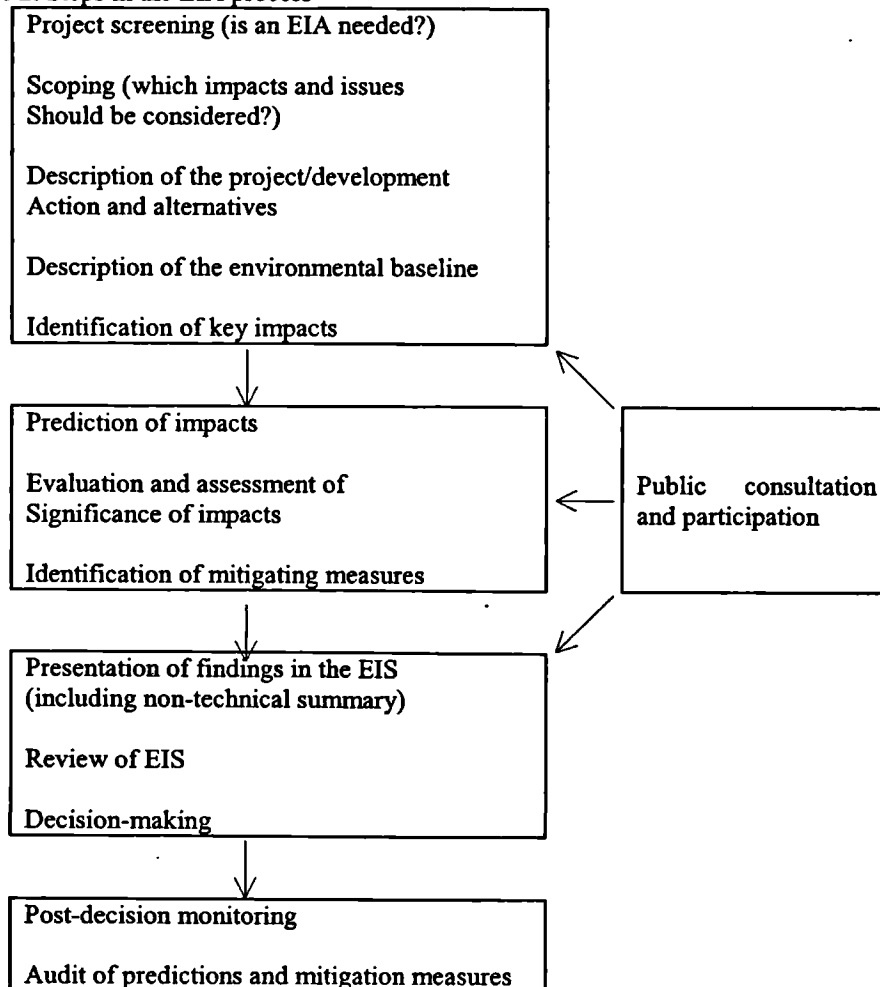 Project screening (is an EIA needed?)
Scoping (which impacts and issues
Should be considered?)
Description of the project/development
Action and alternatives
Description of the environmental baseline
Identification of key impacts
Prediction of impacts
Evaluation and assessment of
Significance of impacts
Identification of mitigating measures
Public consultation
and participation
Presentation of findings in the EIS
(including non-technical summary)
Review of EIS
Decision-making
Post-decision monitoring
Audit of predictions and mitigation measures